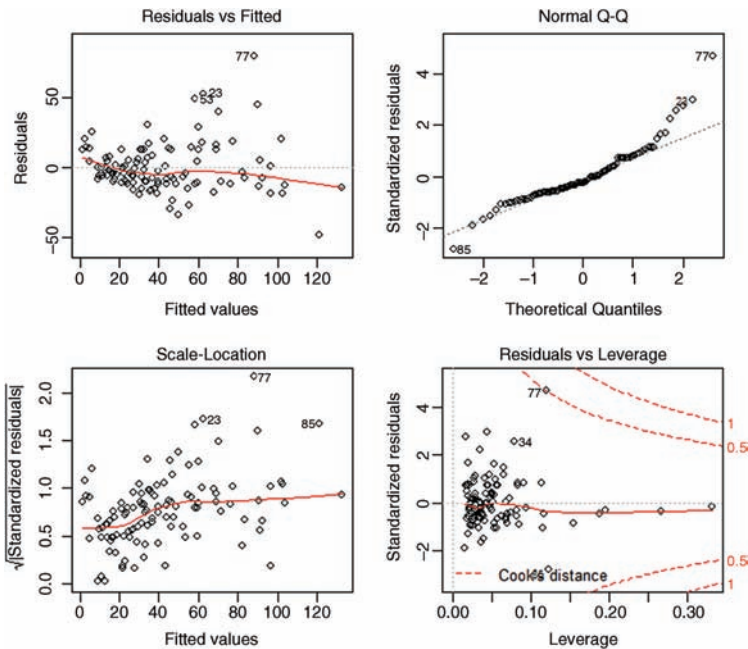 Residuals vs Fitted
Residuals
50
0
−50
0 20 40 60 80 100 120
Fitted values
77
53 23
Normal Q-Q
Standardized residuals
4
2
0
−2
−2 −1 0 1 2
Theoretical Quantiles
77
85
Scale-Location
√|Standardized residuals|
2.0
1.5
1.0
0.5
0.0
0 20 40 60 80 100 120
Fitted values
77
23
85
Residuals vs Leverage
Standardized residuals
4
2
0
−2
0.00 0.10 0.20 0.30
Leverage
77
34
Cook's distance
1
0.5
0.5
1